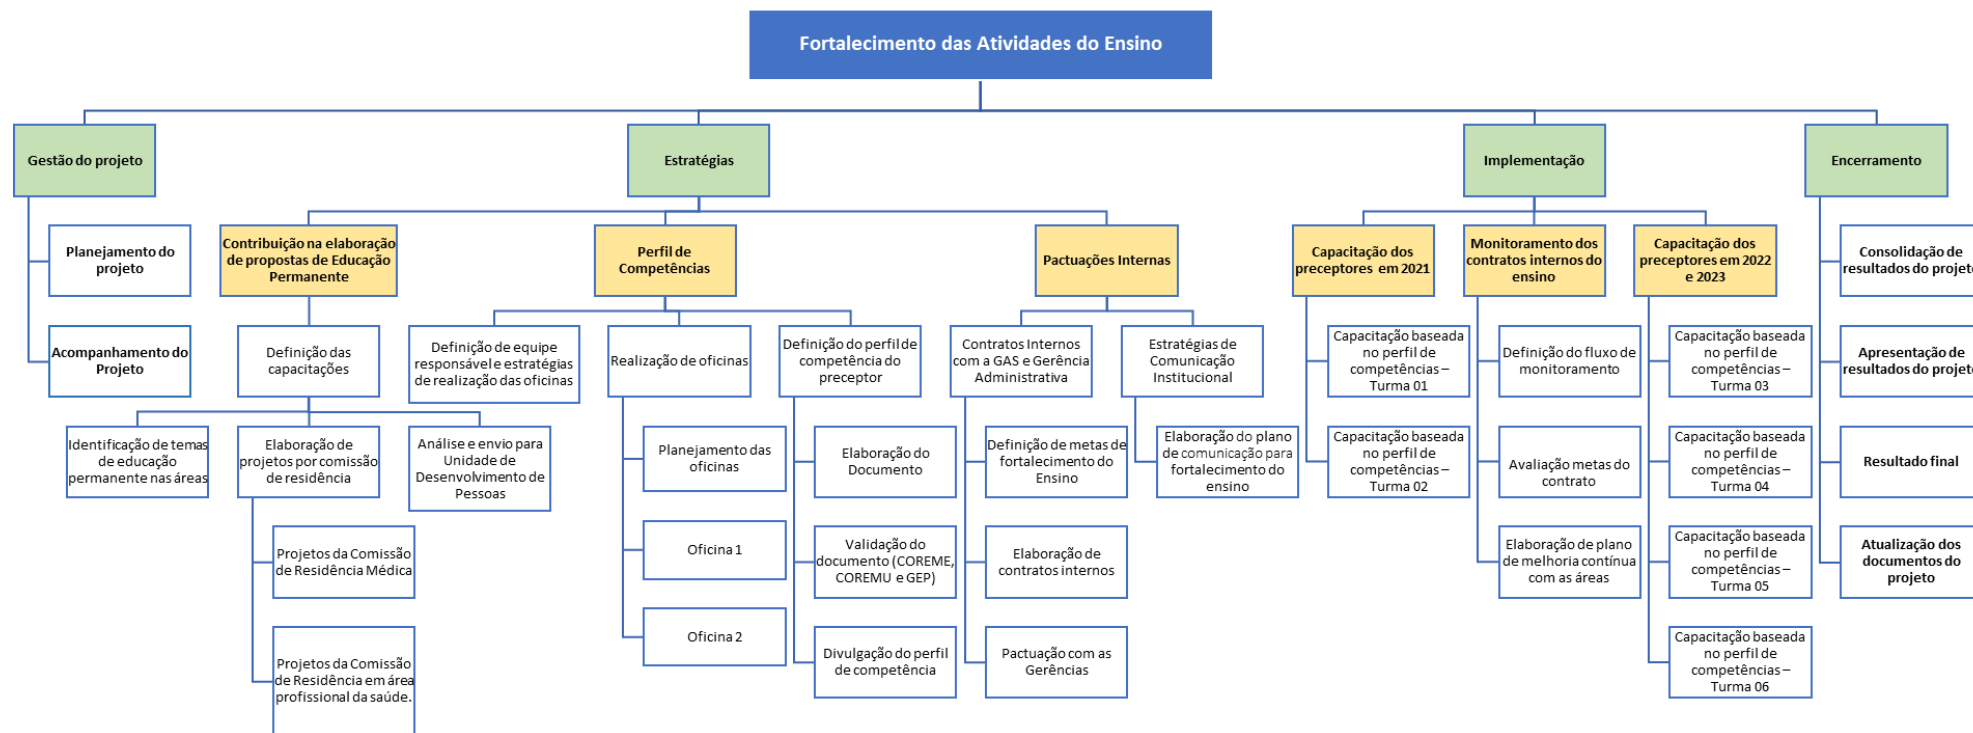 Fortalecimento das Atividades do Ensino
Gestão do projeto
Estratégias
Implementação
Encerramento
Planejamento do
projeto
Acompanhamento do
Projeto
Contribuição na elaboração
de propostas de Educação
Permanente
Perfil de
Competências
Pactuações Internas
Capacitação dos
preceptores em 2021
Monitoramento dos
contratos internos do
ensino
Capacitação dos
preceptores em 2022
e 2023
Consolidação de
resultados do projeto
Apresentação de
resultados do projeto
Resultado final
Atualização dos
documentos do
projeto
Definição das
capacitações
Definição de equipe
responsável e estratégias
de realização das oficinas
Realização de oficinas
Definição do perfil de
competência do
preceptor
Contratos Internos
com a GAS e Gerência
Administrativa
Estratégias de
Comunicação
Institucional
Capacitação baseada
no perfil de
competências –
Turma 01
Definição do fluxo de
monitoramento
Capacitação baseada
no perfil de
competências –
Turma 03
Identificação de temas
de educação
permanente nas áreas
Elaboração de
projetos por comissão
de residência
Análise e envio para
Unidade de
Desenvolvimento de
Pessoas
Planejamento das
oficinas
Elaboração do
Documento
Definição de metas de
fortalecimento do
Ensino
Elaboração do plano
de comunicação para
fortalecimento do
ensino
Capacitação baseada
no perfil de
competências –
Turma 02
Avaliação metas do
contrato
Capacitação baseada
no perfil de
competências –
Turma 04
Projetos da Comissão
de Residência Médica
Oficina 1
Validação do
documento (COREME,
COREMU e GEP)
Elaboração de
contratos internos
Elaboração de plano
de melhoria contínua
com as áreas
Capacitação baseada
no perfil de
competências –
Turma 05
Projetos da Comissão
de Residência em área
profissional da saúde.
Oficina 2
Divulgação do perfil
de competência
Pactuação com as
Gerências
Capacitação baseada
no perfil de
competências –
Turma 06